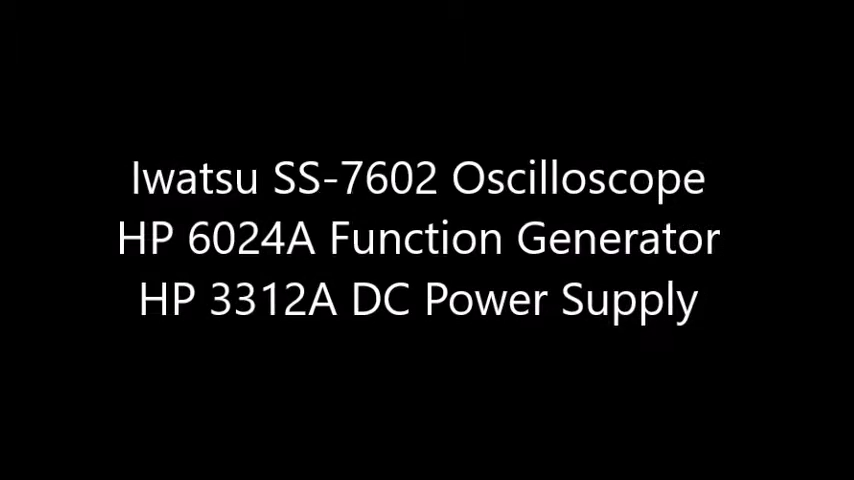 Iwatsu SS-7602 Oscilloscope
HP 6024A Function Generator
HP 3312A DC Power Supply